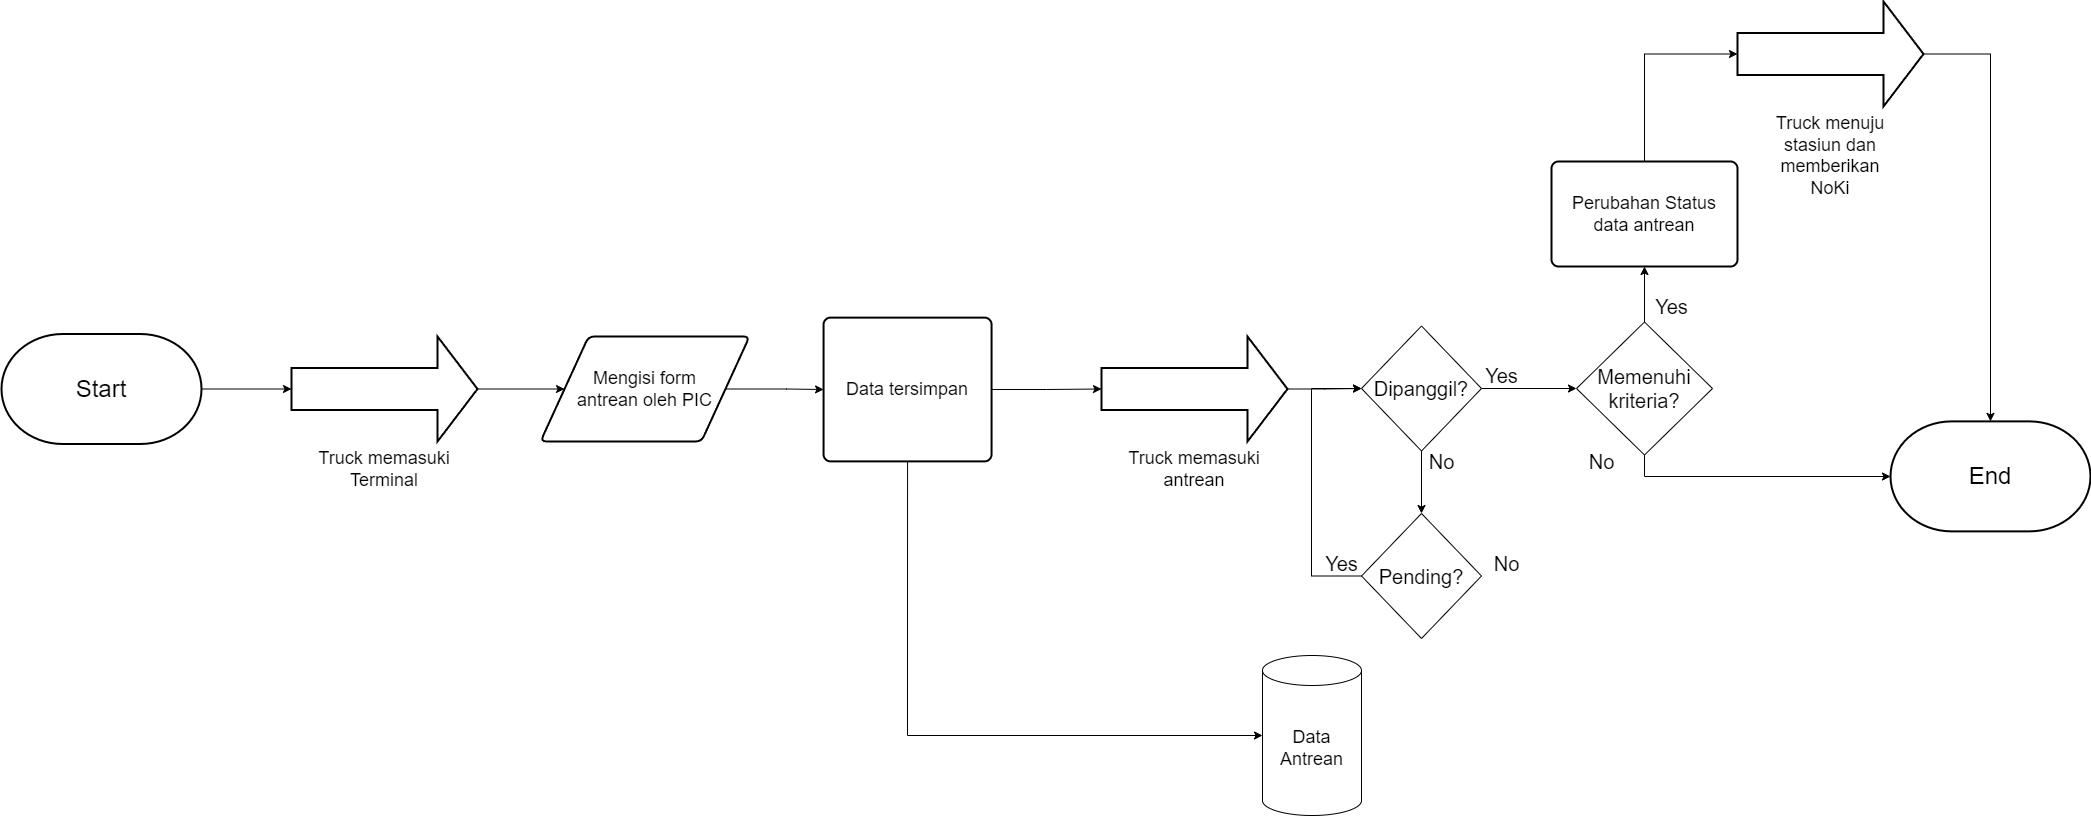 Start
Truck memasuki
Terminal
Mengisi form
antrean oleh PIC
Data tersimpan
Truck memasuki
antrean
Dipanggil?
Yes
No
Pending?
Yes
No
Memenuhi
kriteria?
Yes
No
Perubahan Status
data antrean
Truck menuju
stasiun dan
memberikan
NoKi
End
Data
Antrean